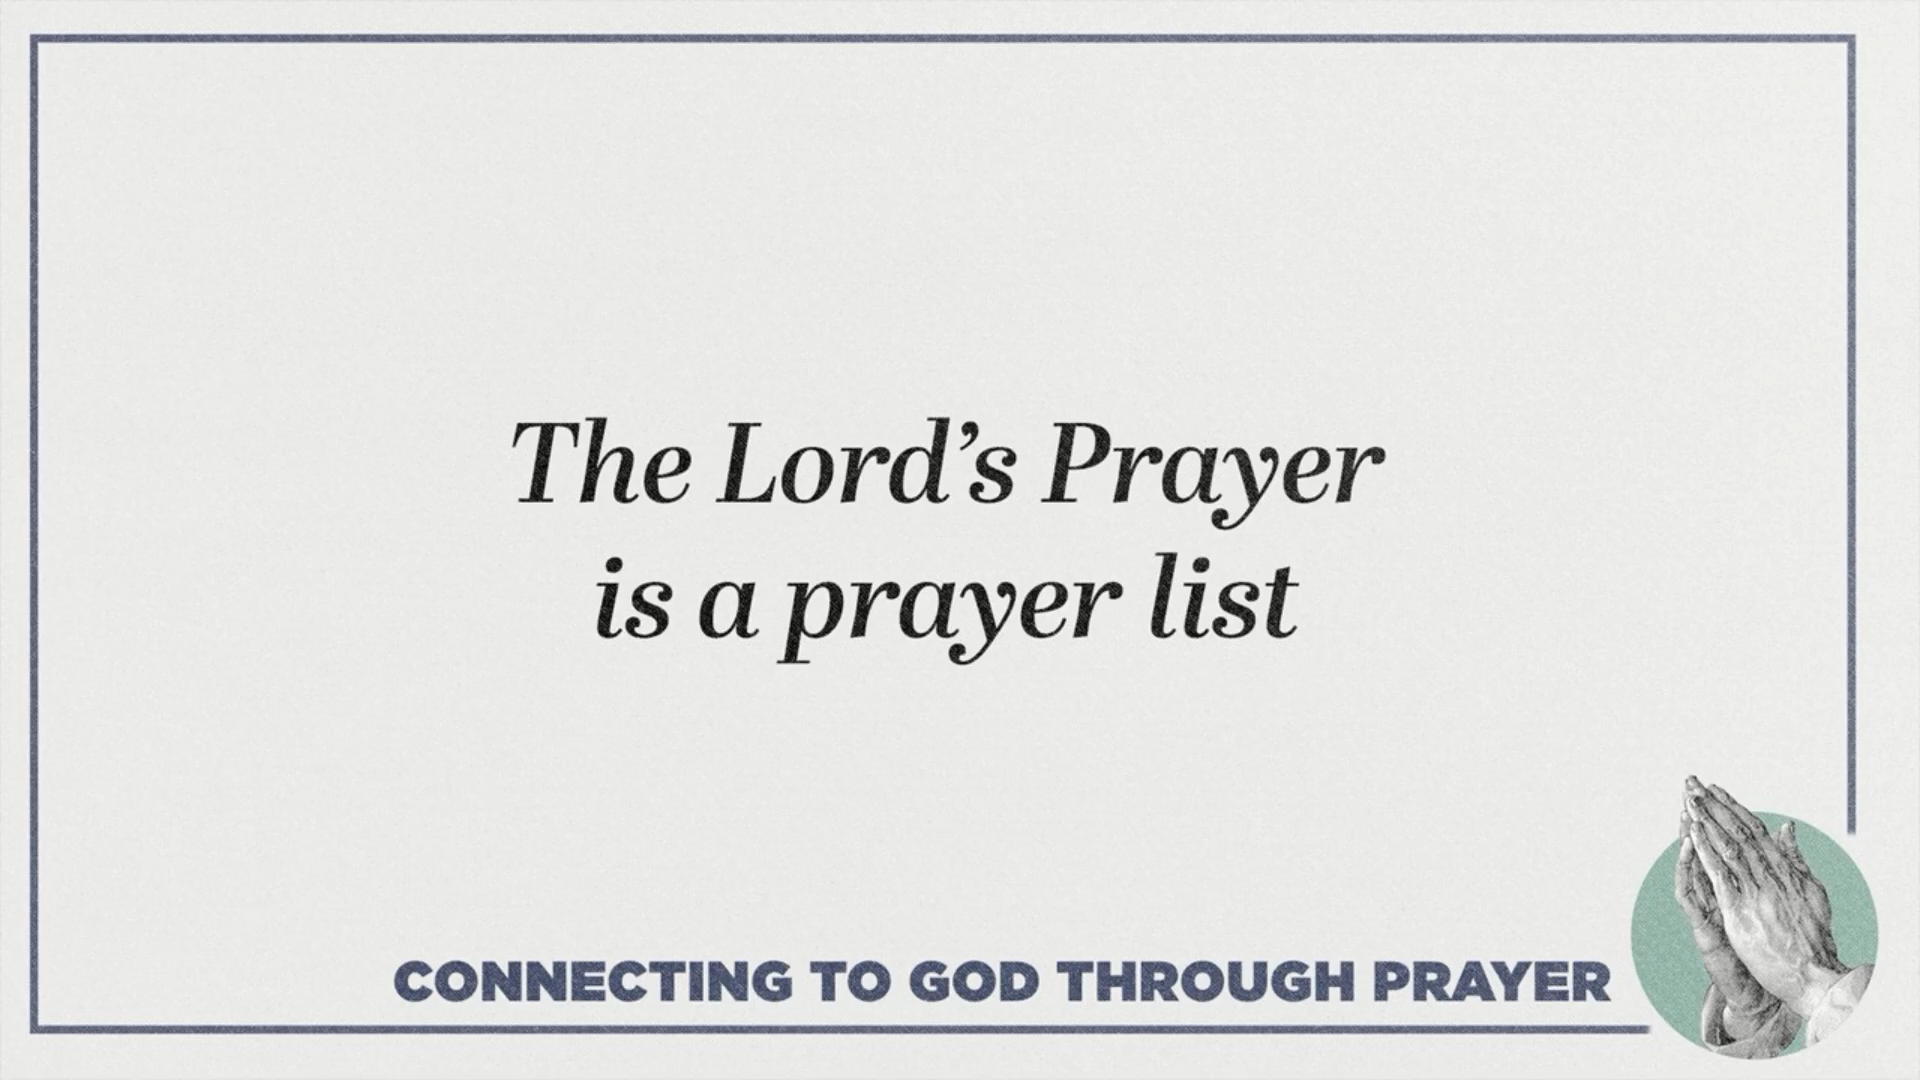 The Lord’s Prayer
is a prayer list
CONNECTING TO GOD THROUGH PRAYER